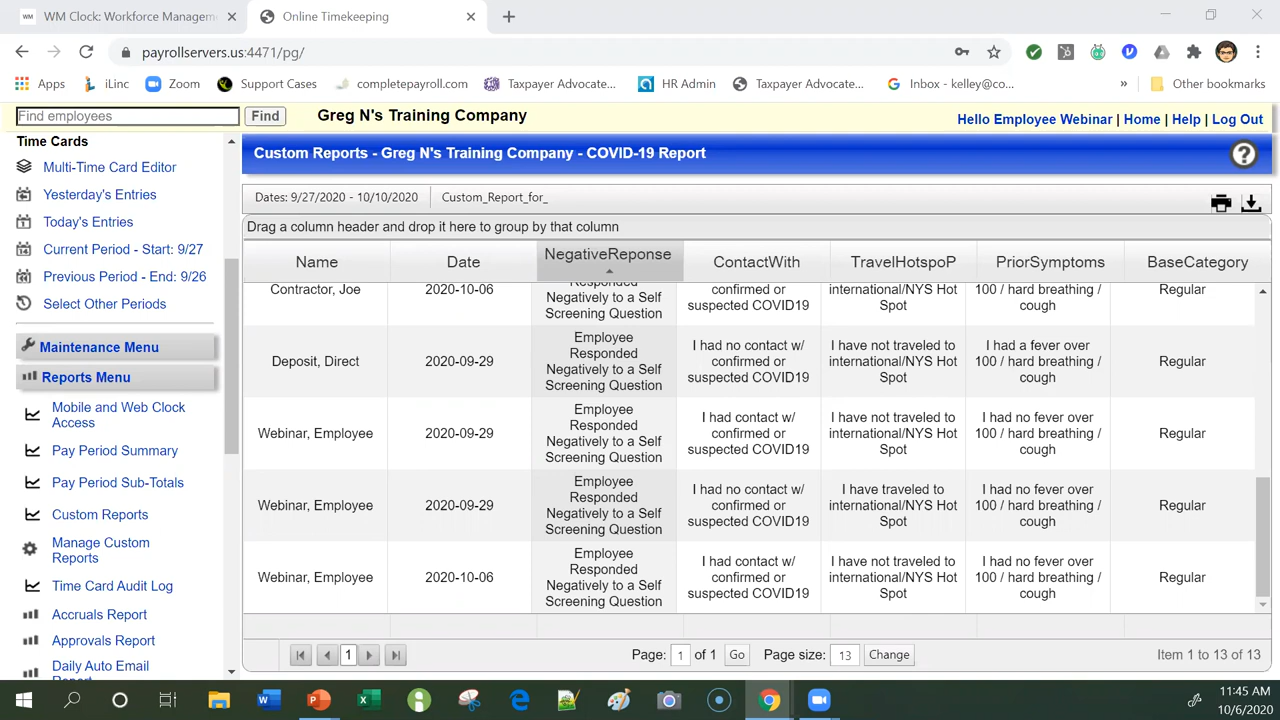 WM Clock: Workforce Managem
Online Timekeeping
payrollservers.us:4471/pg/
Apps
iLinc
Zoom
Support Cases
completepayroll.com
Taxpayer Advocate...
HR Admin
Taxpayer Advocate...
Inbox - kelley@co...
»
Other bookmarks
Find employees
Find
Greg N's Training Company
Hello Employee Webinar | Home | Help | Log Out
Time Cards
Multi-Time Card Editor
Yesterday's Entries
Today's Entries
Current Period - Start: 9/27
Previous Period - End: 9/26
Select Other Periods
Maintenance Menu
Reports Menu
Mobile and Web Clock
Access
Pay Period Summary
Pay Period Sub-Totals
Custom Reports
Manage Custom
Reports
Time Card Audit Log
Accruals Report
Approvals Report
Daily Auto Email
Report
Custom Reports - Greg N's Training Company - COVID-19 Report
Dates: 9/27/2020 - 10/10/2020
Custom_Report_for_
Drag a column header and drop it here to group by that column
Name
Date
NegativeReponse
ContactWith
TravelHotspoP
PriorSymptoms
BaseCategory
Contractor, Joe
2020-10-06
Responded
Negatively to a Self
Screening Question
confirmed or
suspected COVID19
international/NYS Hot
Spot
100 / hard breathing /
cough
Regular
Deposit, Direct
2020-09-29
Employee
Responded
Negatively to a Self
Screening Question
I had no contact w/
confirmed or
suspected COVID19
I have not traveled to
international/NYS Hot
Spot
I had a fever over
100 / hard breathing /
cough
Regular
Webinar, Employee
2020-09-29
Employee
Responded
Negatively to a Self
Screening Question
I had contact w/
confirmed or
suspected COVID19
I have not traveled to
international/NYS Hot
Spot
I had no fever over
100 / hard breathing /
cough
Regular
Webinar, Employee
2020-09-29
Employee
Responded
Negatively to a Self
Screening Question
I had no contact w/
confirmed or
suspected COVID19
I have traveled to
international/NYS Hot
Spot
I had no fever over
100 / hard breathing /
cough
Regular
Webinar, Employee
2020-10-06
Employee
Responded
Negatively to a Self
Screening Question
I had contact w/
confirmed or
suspected COVID19
I have not traveled to
international/NYS Hot
Spot
I had no fever over
100 / hard breathing /
cough
Regular
1
Page: 1 of 1 Go Page size: 13 Change
Item 1 to 13 of 13
11:45 AM
10/6/2020